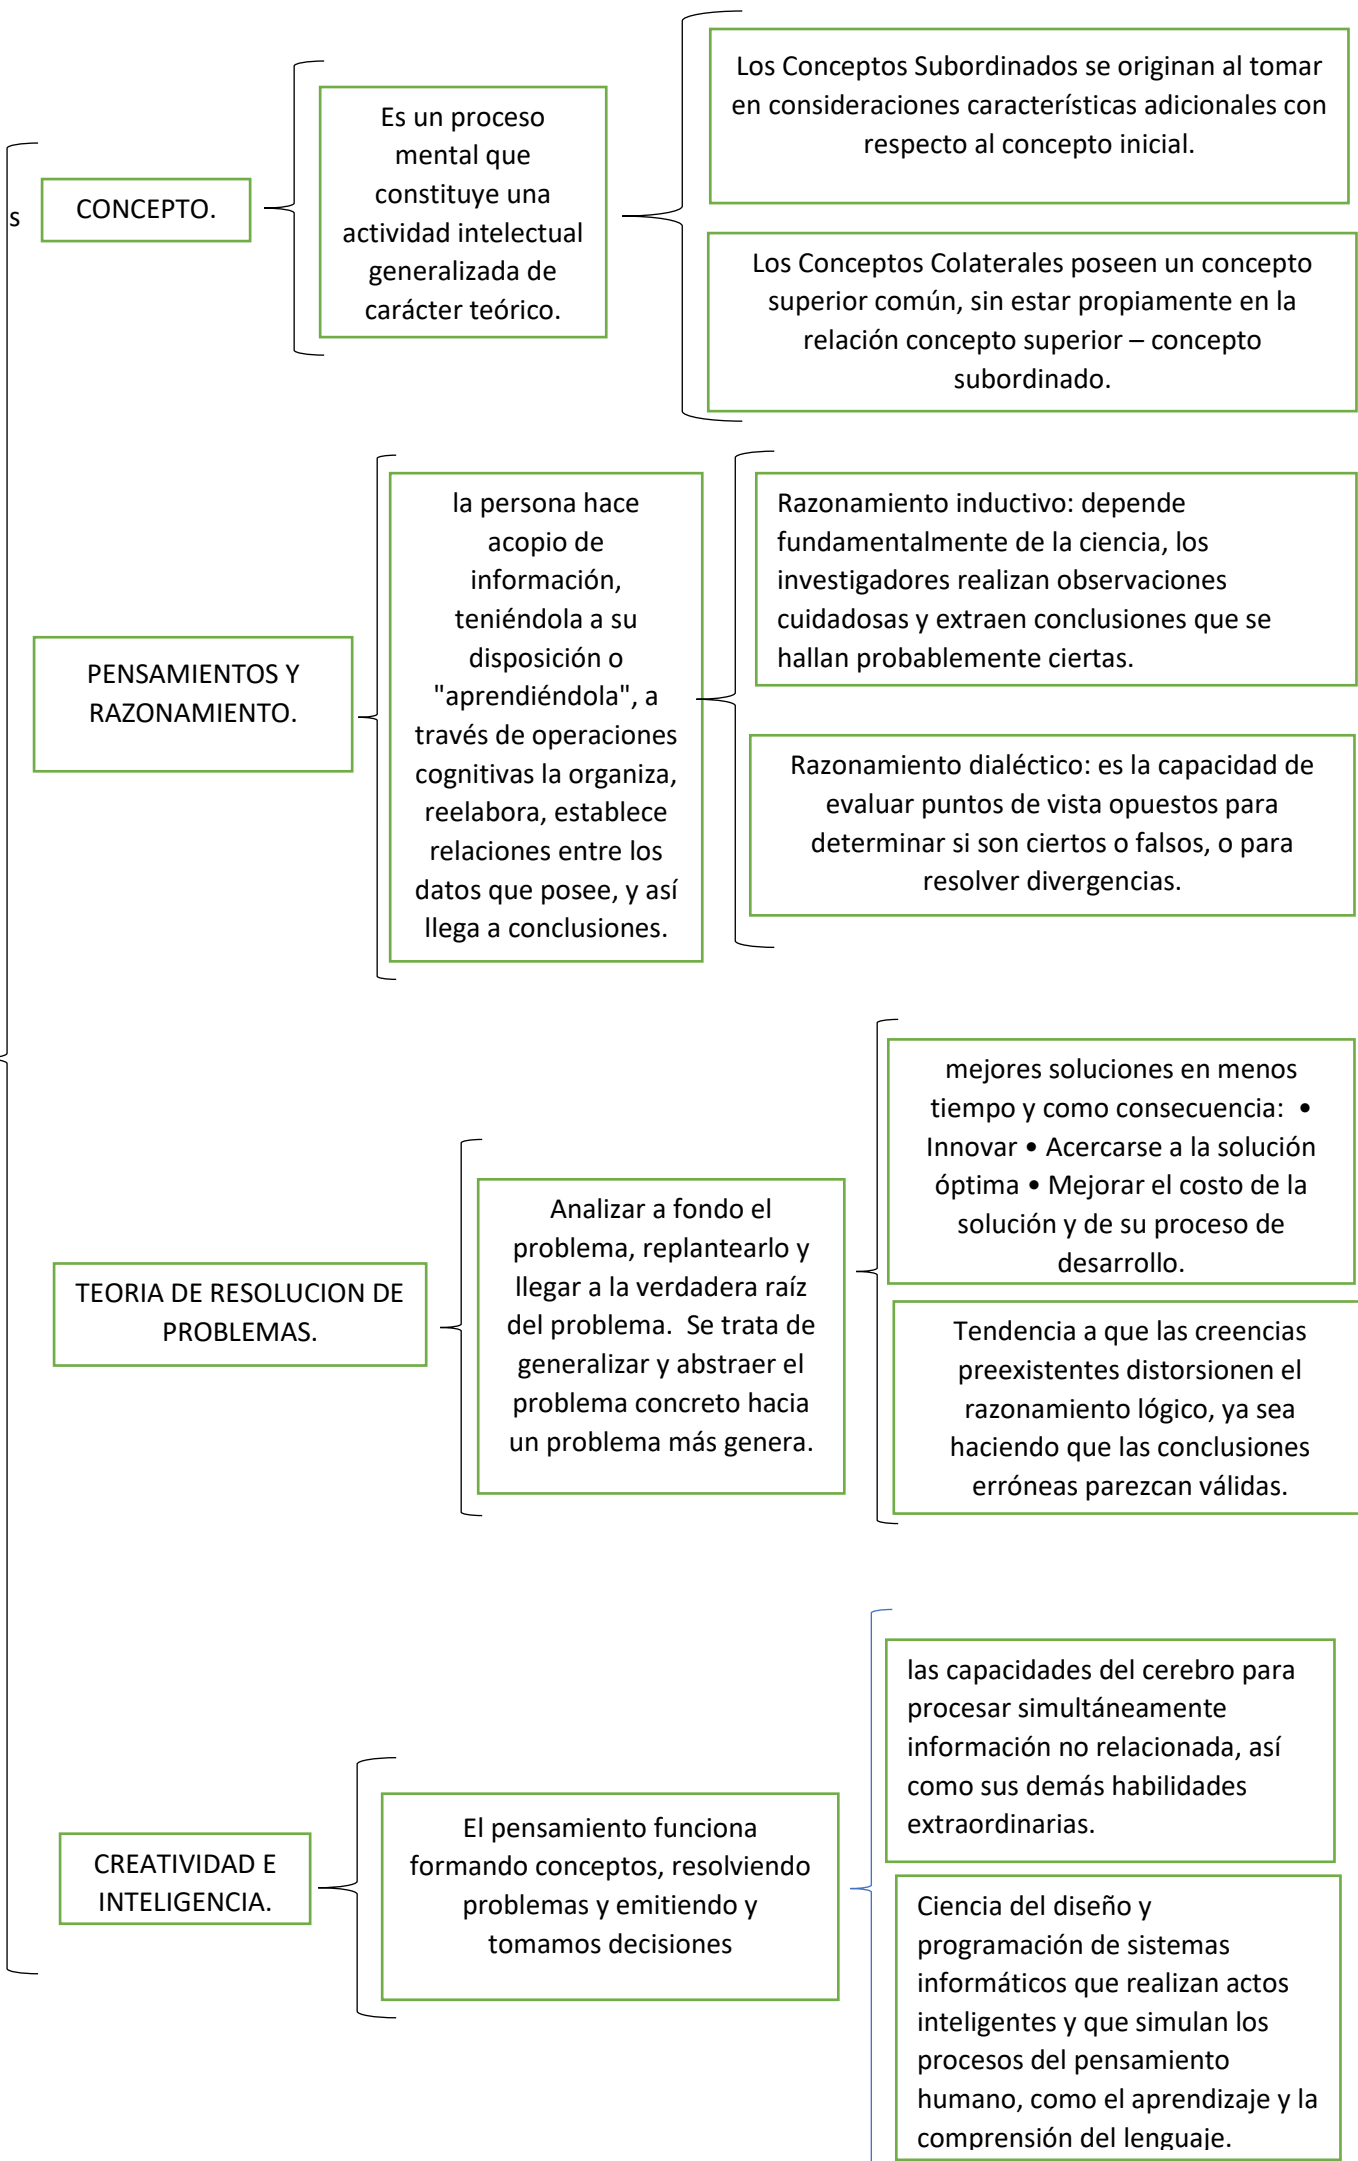 s
CONCEPTO.
Es un proceso
mental que
constituye una
actividad intelectual
generalizada de
carácter teórico.
Los Conceptos Subordinados se originan al tomar
en consideraciones características adicionales con
respecto al concepto inicial.
Los Conceptos Colaterales poseen un concepto
superior común, sin estar propiamente en la
relación concepto superior – concepto
subordinado.
PENSAMIENTOS Y
RAZONAMIENTO.
la persona hace
acopio de
información,
teniéndola a su
disposición o
"aprendiéndola", a
través de operaciones
cognitivas la organiza,
reelabora, establece
relaciones entre los
datos que posee, y así
llega a conclusiones.
Razonamiento inductivo: depende
fundamentalmente de la ciencia, los
investigadores realizan observaciones
cuidadosas y extraen conclusiones que se
hallan probablemente ciertas.
Razonamiento dialéctico: es la capacidad de
evaluar puntos de vista opuestos para
determinar si son ciertos o falsos, o para
resolver divergencias.
TEORIA DE RESOLUCION DE
PROBLEMAS.
Analizar a fondo el
problema, replantearlo y
llegar a la verdadera raíz
del problema.  Se trata de
generalizar y abstraer el
problema concreto hacia
un problema más genera.
mejores soluciones en menos
tiempo y como consecuencia:  •
Innovar • Acercarse a la solución
óptima • Mejorar el costo de la
solución y de su proceso de
desarrollo.
Tendencia a que las creencias
preexistentes distorsionen el
razonamiento lógico, ya sea
haciendo que las conclusiones
erróneas parezcan válidas.
CREATIVIDAD E
INTELIGENCIA.
El pensamiento funciona
formando conceptos, resolviendo
problemas y emitiendo y
tomamos decisiones
las capacidades del cerebro para
procesar simultáneamente
información no relacionada, así
como sus demás habilidades
extraordinarias.
Ciencia del diseño y
programación de sistemas
informáticos que realizan actos
inteligentes y que simulan los
procesos del pensamiento
humano, como el aprendizaje y la
comprensión del lenguaje.